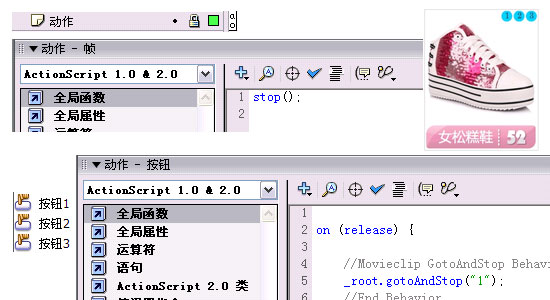 动作
a
o
动作 - 帧
ActionScript 1.0 & 2.0
全局函数
全局属性
运算符
1
2
stop();
1 2 3
女松糕鞋 52
动作 - 按钮
ActionScript 1.0 & 2.0
全局函数
全局属性
运算符
语句
ActionScript 2.0 类
按钮1
按钮2
按钮3
1
2
on (release) {
3
4
//Movieclip GotoAndStop Behavi
5
_root.gotoAndStop("1");
6
//End Behavior